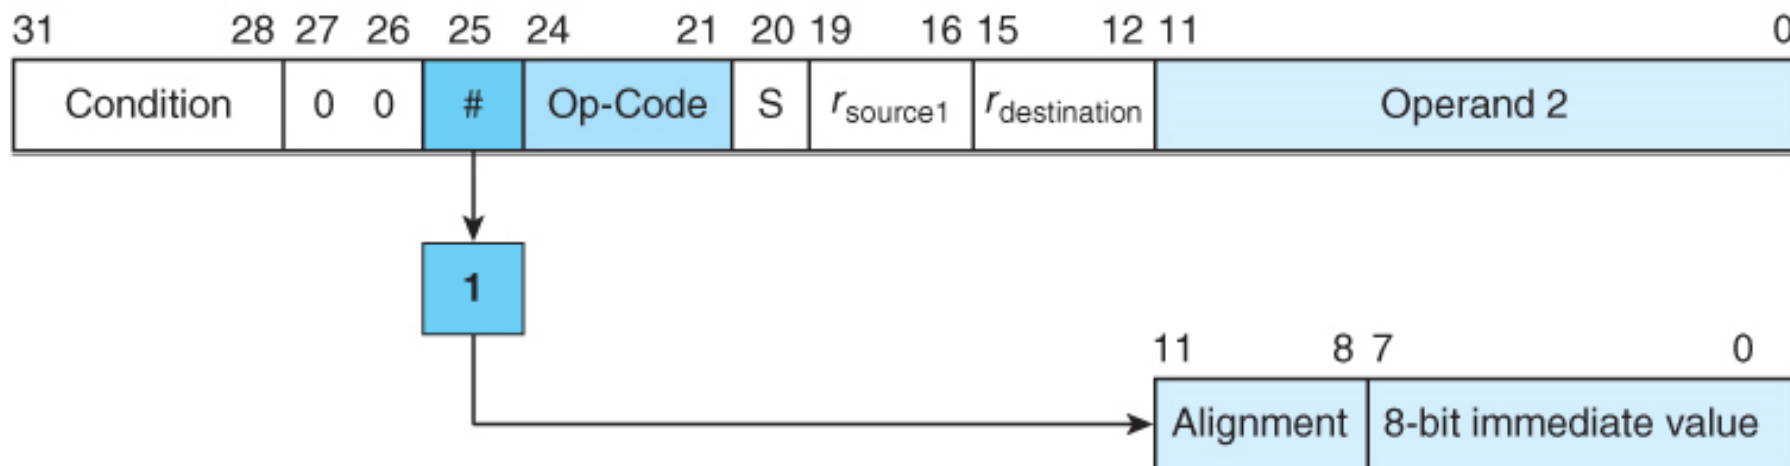 31 28 27 26 25 24 21 20 19 16 15 12 11 0
Condition 0 0 # Op-Code S rsource1 rdestination Operand 2
1
11 8 7 0
Alignment 8-bit immediate value